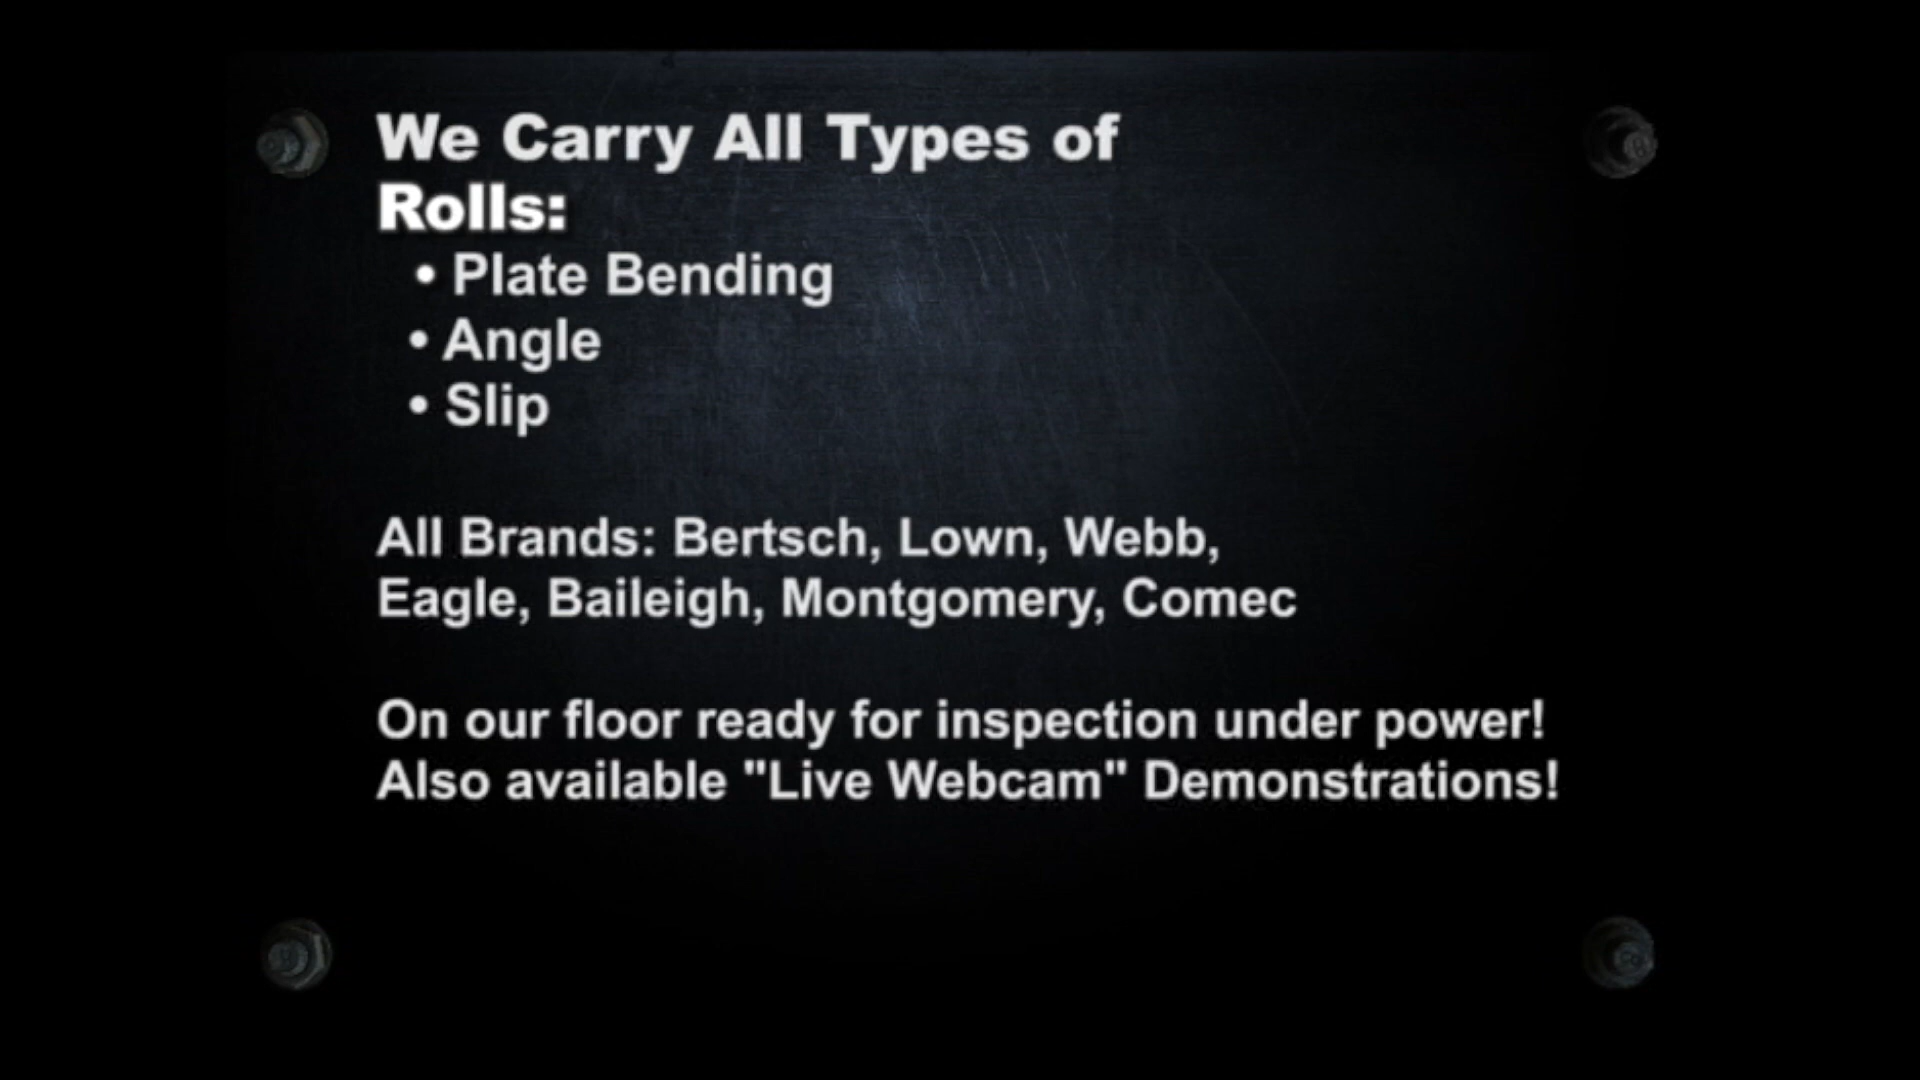 We Carry All Types of
Rolls:
• Plate Bending
• Angle
• Slip
All Brands: Bertsch, Lown, Webb,
Eagle, Baileigh, Montgomery, Comec
On our floor ready for inspection under power!
Also available "Live Webcam" Demonstrations!